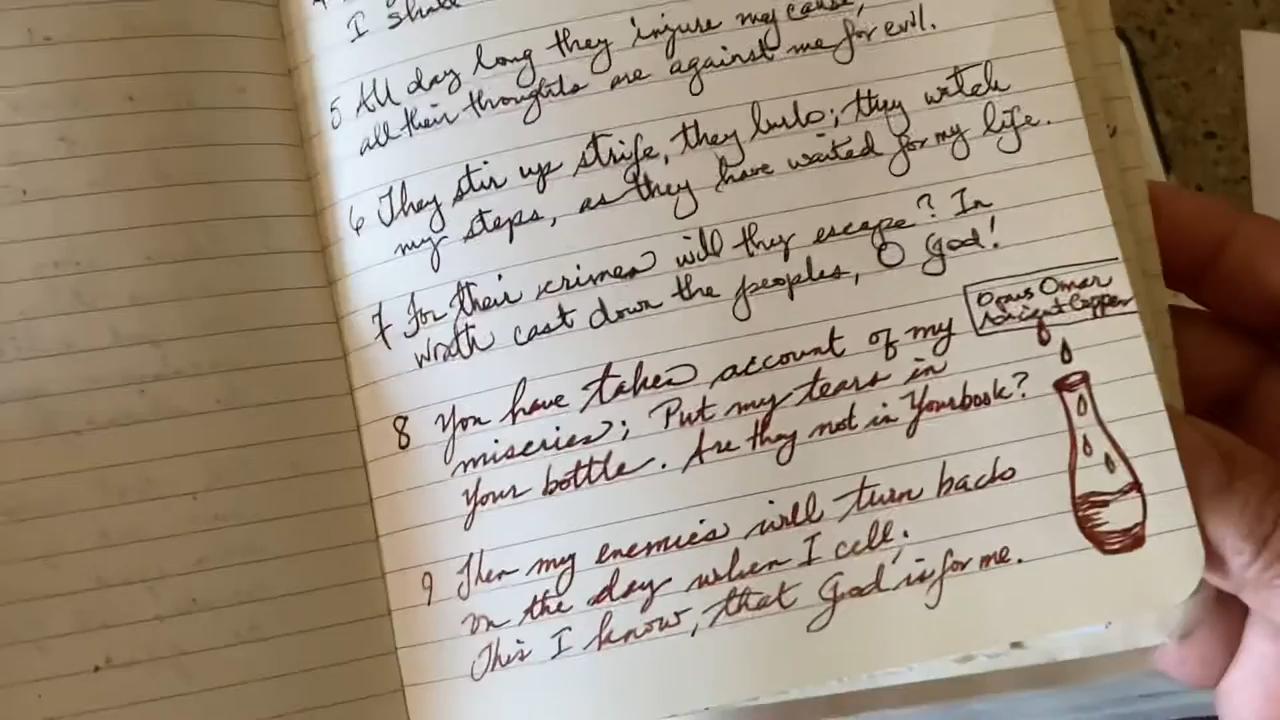 I shall
5 All day long they injure my cause,
all their thoughts are against me for evil.
6 They stir up strife, they lurk; they watch
my steps, as they have waited for my life.
7 For their crimes will they escape? In
wrath cast down the peoples, O God!
Opus Omar
Ancient Copper
8 You have taken account of my
miseries; Put my tears in
Your bottle. Are they not in Your book?
9 Then my enemies will turn back
on the day when I call;
This I know, that God is for me.